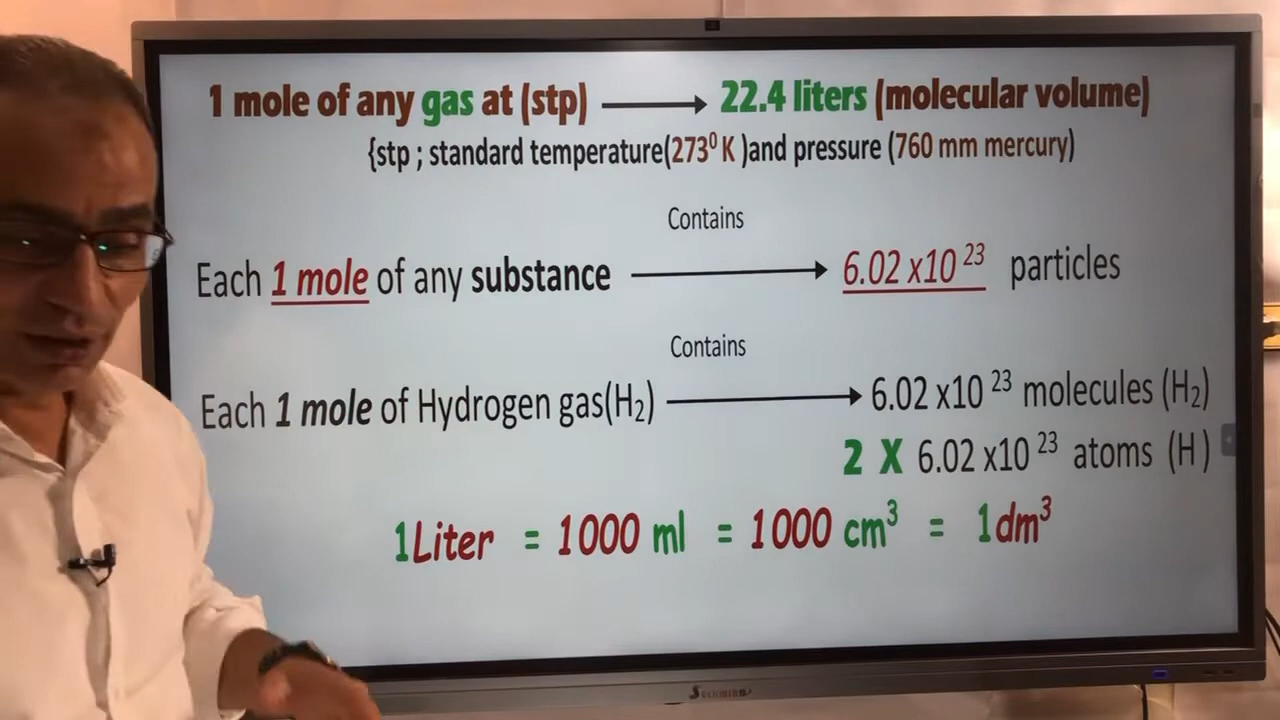 1 mole of any gas at (stp) ⟶ 22.4 liters (molecular volume)
{stp ; standard temperature(273⁰ K )and pressure (760 mm mercury)
Contains
Each 1 mole of any substance ⟶ 6.02 x10 ²³ particles
Contains
Each 1 mole of Hydrogen gas(H₂) ⟶ 6.02 x10 ²³ molecules (H₂)
2 X 6.02 x10 ²³ atoms (H)
1Liter = 1000 ml = 1000 cm³ = 1dm³